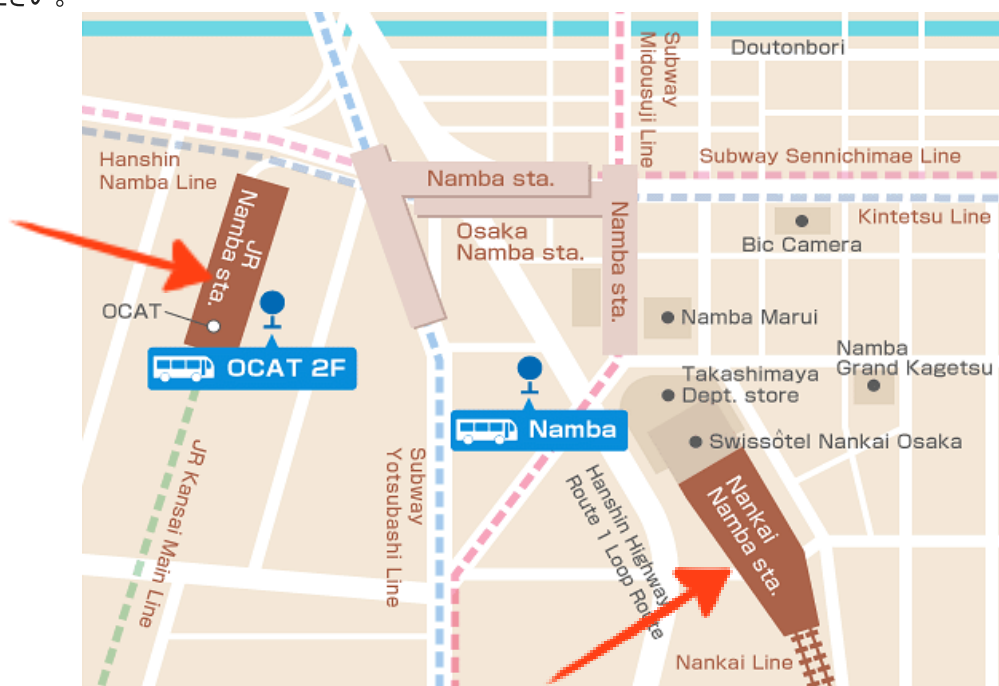 ださい。
Doutonbori
Subway
Midousuji Line
Hanshin
Namba Line
Subway Sennichimae Line
Namba sta.
Kintetsu Line
JR
Namba sta.
Osaka
Namba sta.
Namba sta.
Bic Camera
OCAT
Namba Marui
OCAT 2F
Namba
Grand Kagetsu
Takashimaya
Dept. store
Namba
Swissôtel Nankai Osaka
JR Kansai Main Line
Subway
Yotsubashi Line
Hanshin Highway
Route 1 Loop Route
Nankai
Namba sta.
Nankai Line